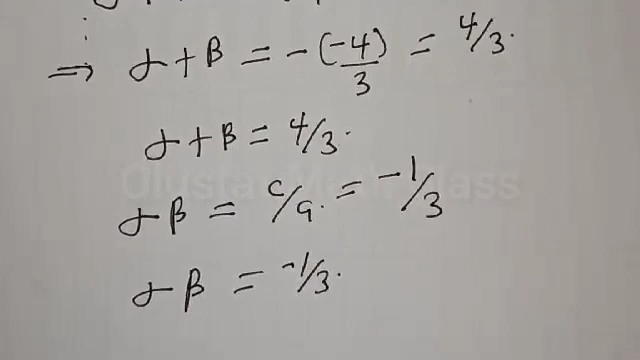 ⇒ α + β = -(-4/3) = 4/3.
α + β = 4/3.
αβ = c/a. = -1/3
αβ = -1/3.